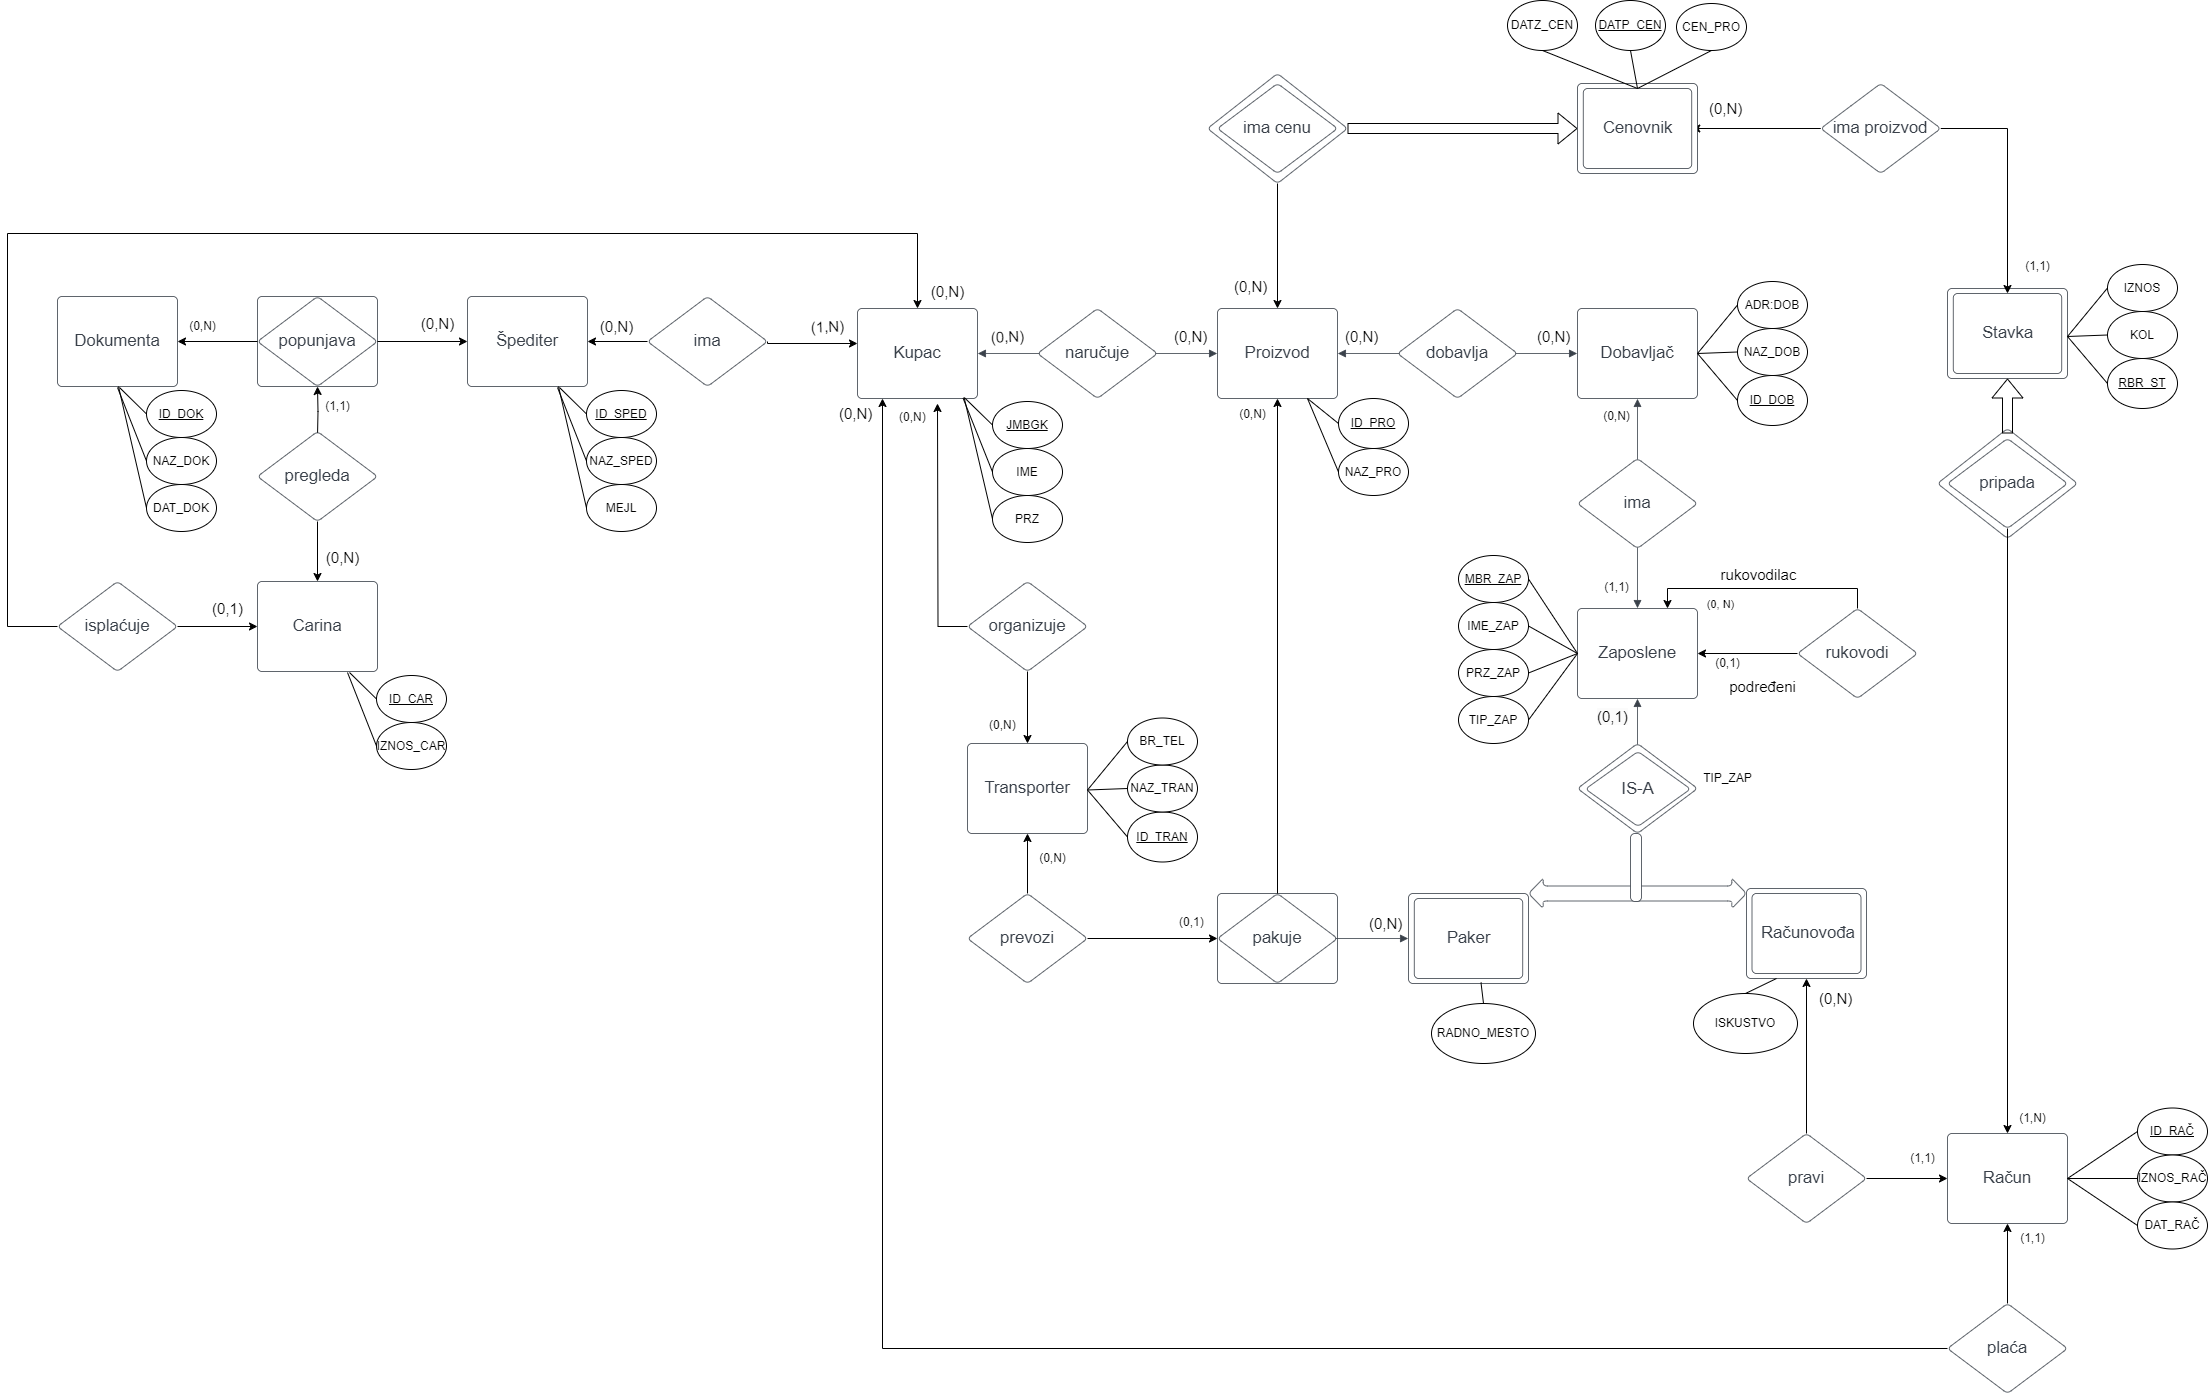 DATZ_CEN
DATP_CEN
CEN_PRO
ima cenu
Cenovnik
(0,N)
ima proizvod
(0,N)
(0,N)
(1,1)
Dokumenta
(0,N)
popunjava
(0,N)
Špediter
(0,N)
ima
(1,N)
Kupac
(0,N)
naručuje
(0,N)
Proizvod
(0,N)
dobavlja
(0,N)
Dobavljač
ADR:DOB
NAZ_DOB
ID_DOB
Stavka
IZNOS
KOL
RBR_ST
ID_DOK
NAZ_DOK
DAT_DOK
(1,1)
pregleda
(0,N)
ID_SPED
NAZ_SPED
MEJL
(0,N)
(0,N)
JMBGK
IME
PRZ
(0,N)
ID_PRO
NAZ_PRO
(0,N)
ima
(1,1)
pripada
isplaćuje
(0,1)
Carina
ID_CAR
IZNOS_CAR
organizuje
(0,N)
MBR_ZAP
IME_ZAP
PRZ_ZAP
TIP_ZAP
Zaposlene
rukovodilac
(0, N)
rukovodi
(0,1)
podređeni
(0,1)
IS-A
TIP_ZAP
Transporter
BR_TEL
NAZ_TRAN
ID_TRAN
(0,N)
prevozi
(0,1)
pakuje
(0,N)
Paker
Računovođa
RADNO_MESTO
ISKUSTVO
(0,N)
pravi
(1,1)
(1,N)
Račun
ID_RAČ
IZNOS_RAČ
DAT_RAČ
(1,1)
plaća